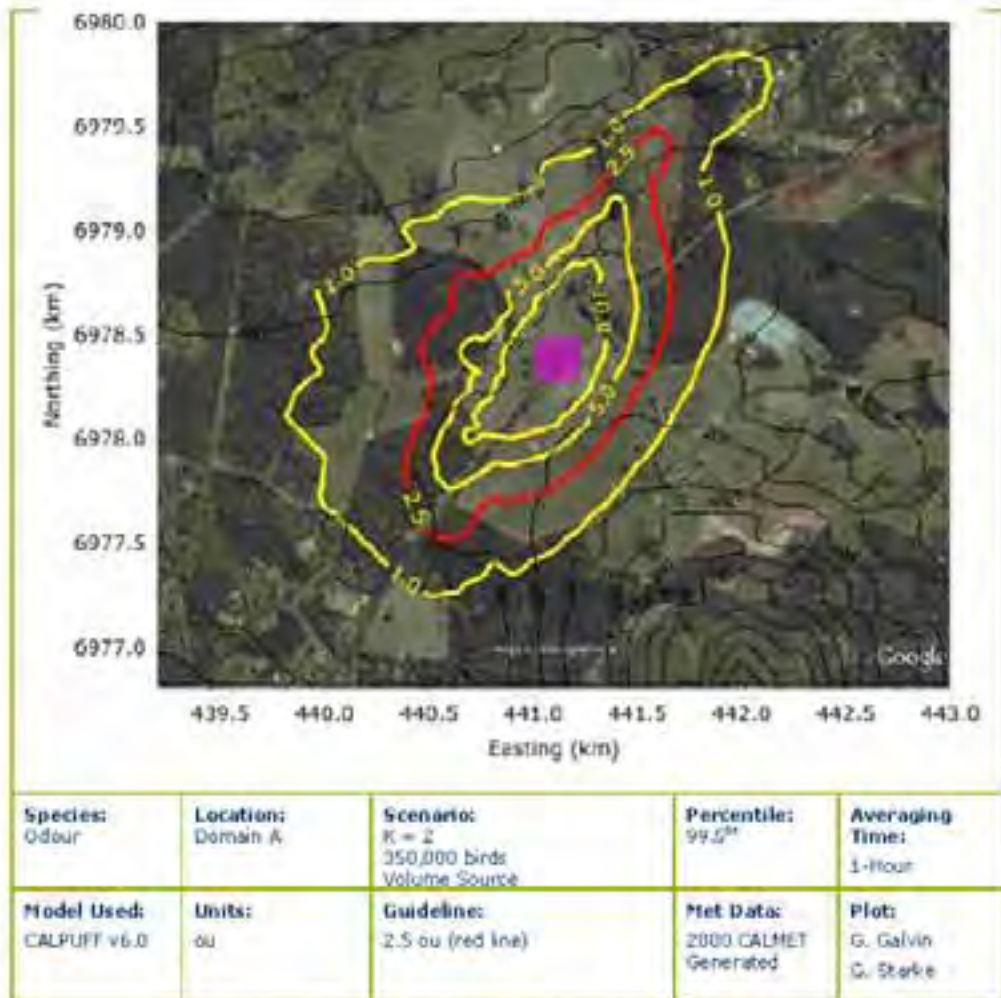 6980.0
6979.5
6979.0
6978.5
6978.0
6977.5
6977.0
Northing (km)
1.0
2.5
1.0
1.0
5.0
10.0
5.0
2.5
1.0
Google
439.5 440.0 440.5 441.0 441.5 442.0 442.5 443.0
Easting (km)
Species:
Odour
Location:
Domain A
Scenario:
K = 2
350,000 birds
Volume Source
Percentile:
99.5th
Averaging
Time:
1-Hour
Model Used:
CALPUFF v6.0
Units:
ou
Guideline:
2.5 ou (red line)
Met Data:
2000 CALMET
Generated
Plot:
G. Galvin
G. Starke